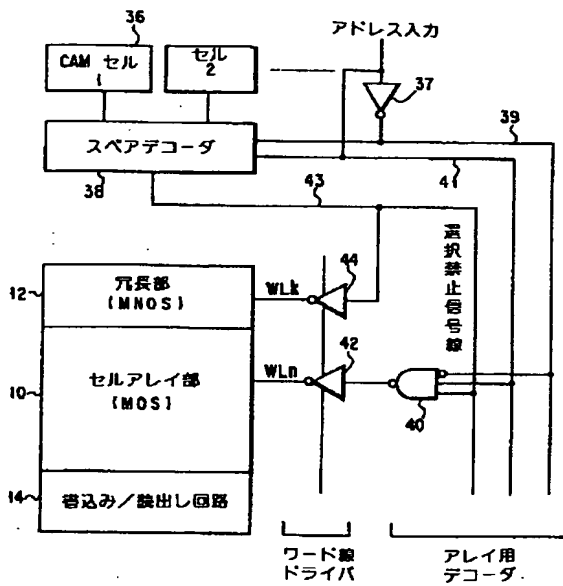 36
アドレス入力
CAM セル
1
セル
2
37
39
スペアデコーダ
38
41
43
選択禁止信号線
12
冗長部
(MNOS)
WLk
44
10
セルアレイ部
(MOS)
WLn
42
40
14
書込み/読出し回路
ワード線
ドライバ
アレイ用
デコーダ